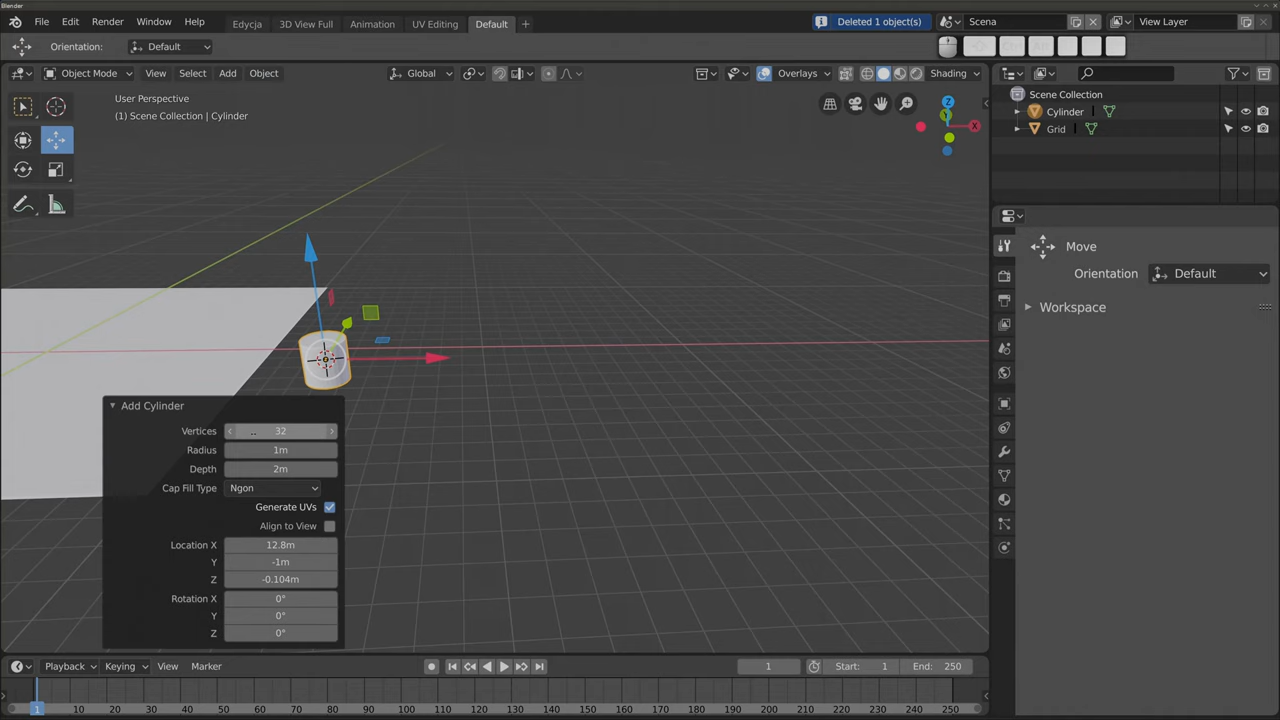 Blender
File Edit Render Window Help
Edycja 3D View Full Animation UV Editing Default +
Deleted 1 object(s)
Scena
View Layer
Orientation: Default
Object Mode View Select Add Object
Global
Overlays
Shading
User Perspective
(1) Scene Collection | Cylinder
Z
Y
X
Scene Collection
Cylinder
Grid
Move
Orientation Default
Workspace
Add Cylinder
Vertices 32
Radius 1m
Depth 2m
Cap Fill Type Ngon
Generate UVs
Align to View
Location X 12.8m
Y -1m
Z -0.104m
Rotation X 0°
Y 0°
Z 0°
Playback Keying View Marker
1
Start: 1
End: 250
1 10 20 30 40 50 60 70 80 90 100 110 120 130 140 150 160 170 180 190 200 210 220 230 240 250